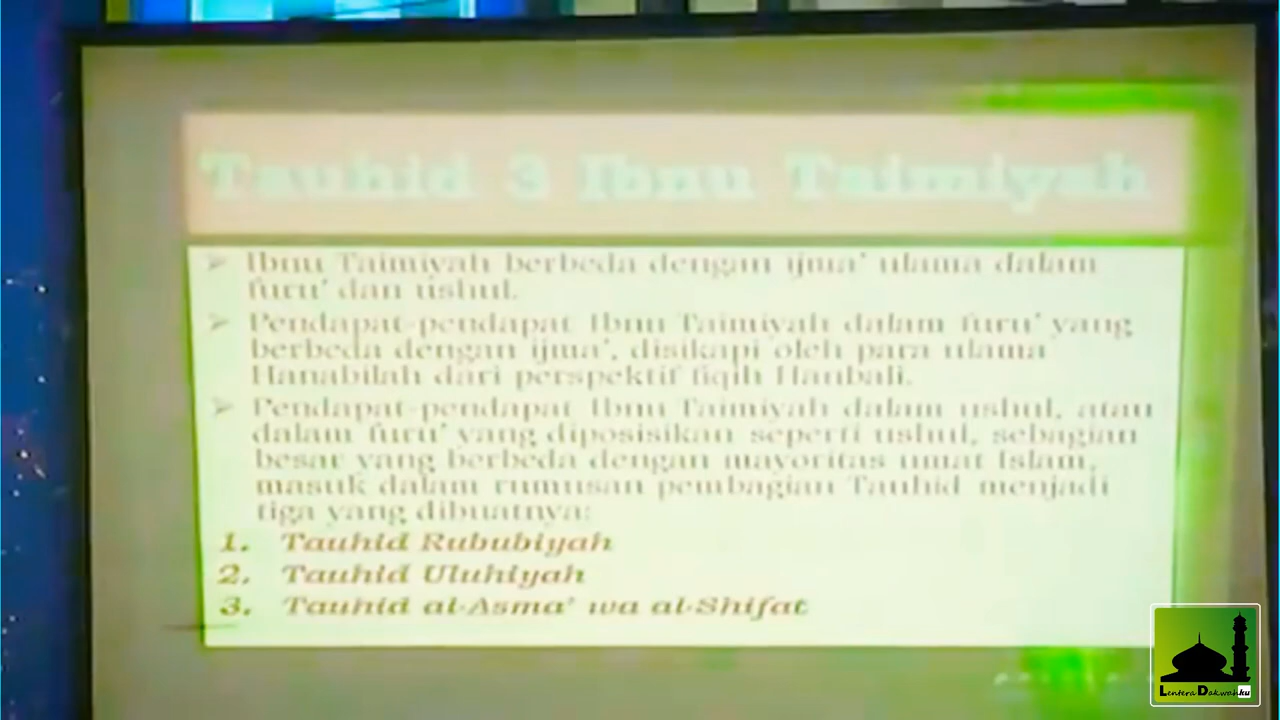 Tauhid 3 Ibnu Taimiyah
➢ Ibnu Taimiyah berbeda dengan ijma' ulama dalam
furu' dan ushul.
➢ Pendapat-pendapat Ibnu Taimiyah dalam furu' yang
berbeda dengan ijma', disikapi oleh para ulama
Hanabilah dari perspektif fiqih Hanbali.
➢ Pendapat-pendapat Ibnu Taimiyah dalam ushul, atau
dalam furu' yang diposisikan seperti ushul, sebagian
besar yang berbeda dengan mayoritas umat Islam,
masuk dalam rumusan pembagian Tauhid menjadi
tiga yang dibuatnya:
1. Tauhid Rububiyah
2. Tauhid Uluhiyah
3. Tauhid al-Asma' wa al-Shifat
Lentera Dakwahku